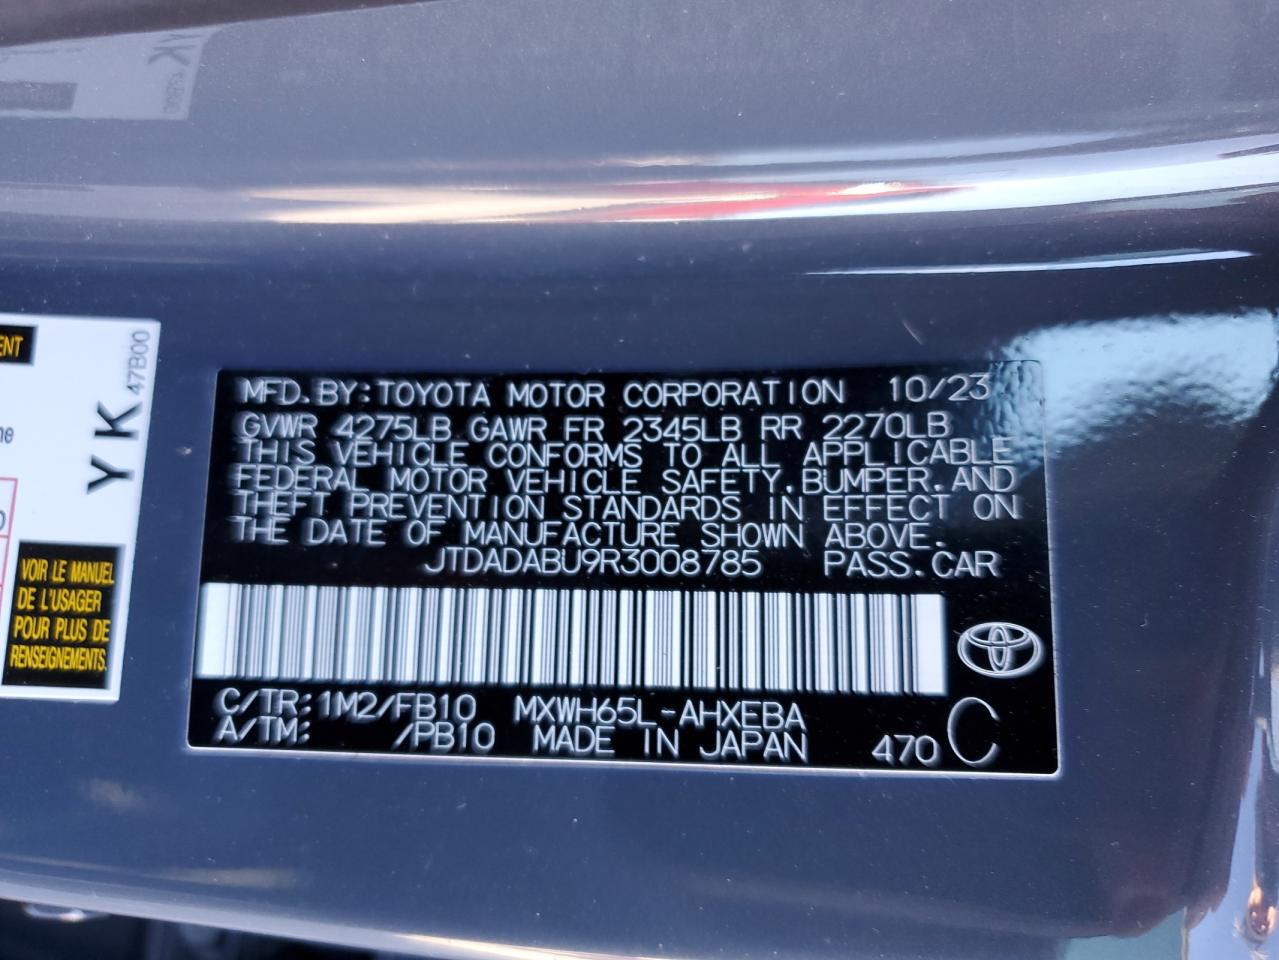 MFD. BY: TOYOTA MOTOR CORPORATION 10/23
GVWR 4275LB GAWR FR 2345LB RR 2270LB
THIS VEHICLE CONFORMS TO ALL APPLICABLE
FEDERAL MOTOR VEHICLE SAFETY, BUMPER, AND
THEFT PREVENTION STANDARDS IN EFFECT ON
THE DATE OF MANUFACTURE SHOWN ABOVE.
JTDADABU9R3008785 PASS. CAR
C/TR: 1M2/FB10 MXWH65L-AHXEBA
A/TM: /PB10 MADE IN JAPAN 470 C
YK
47B00
VOIR LE MANUEL
DE L'USAGER
POUR PLUS DE
RENSEIGNEMENTS.